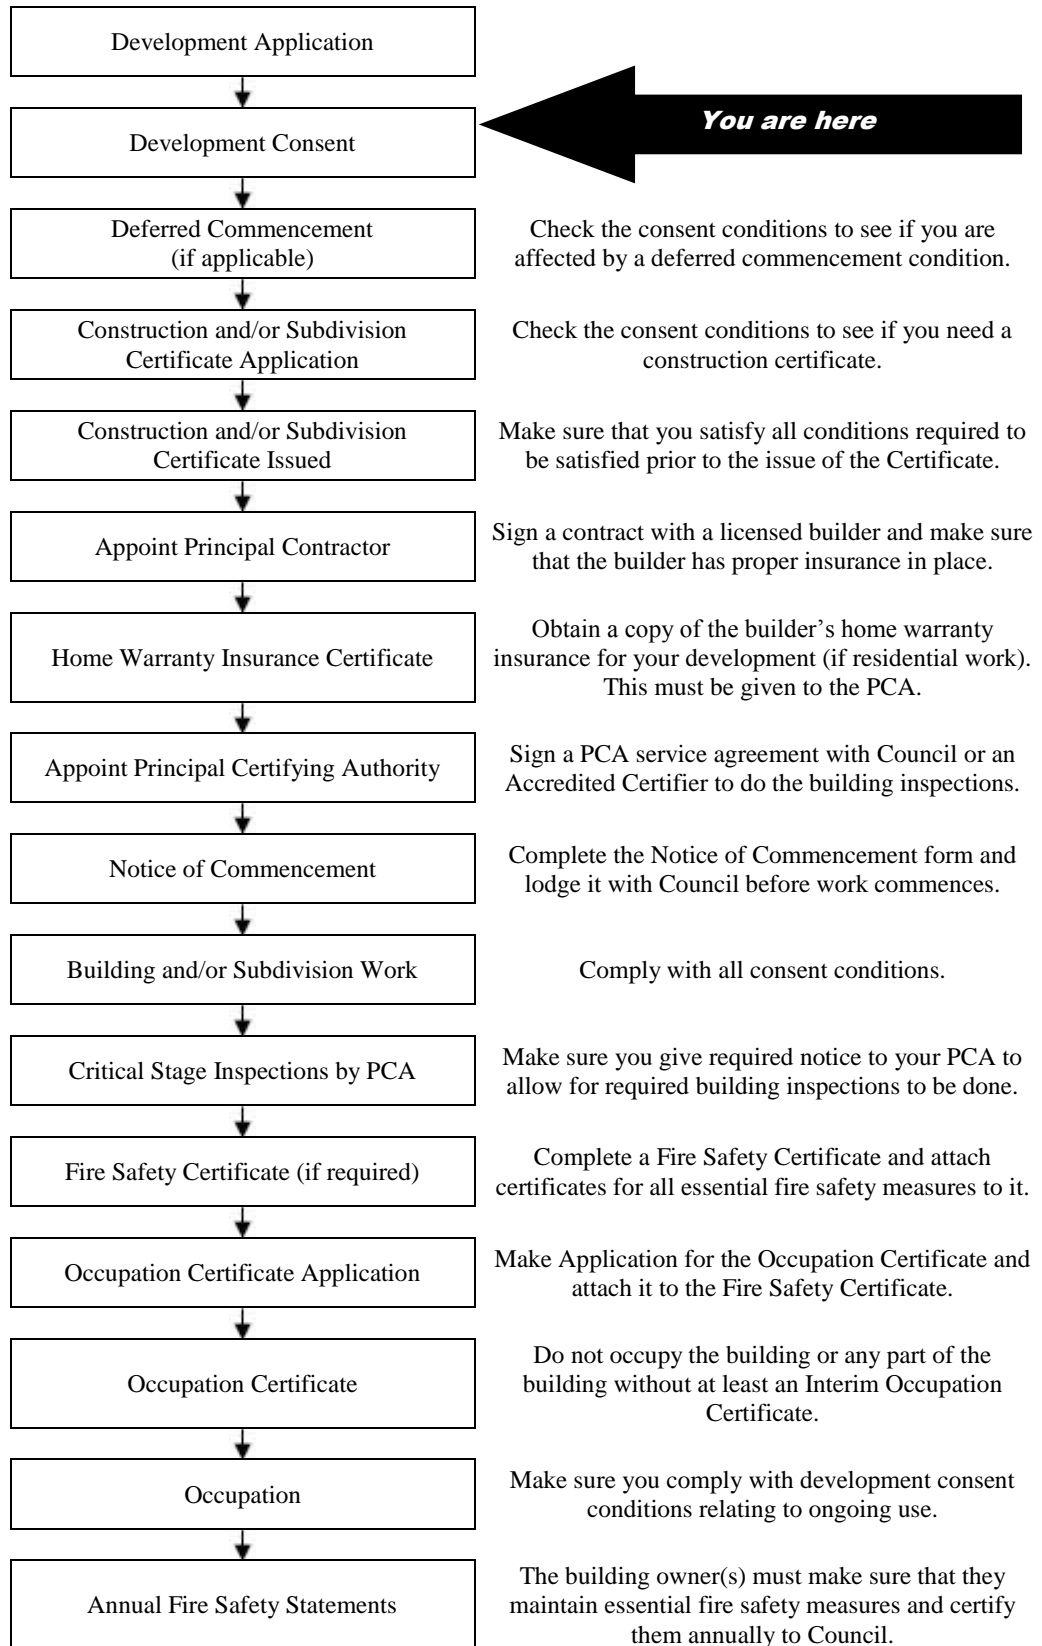 Development Application
Development Consent
You are here
Deferred Commencement
(if applicable)
Check the consent conditions to see if you are
affected by a deferred commencement condition.
Construction and/or Subdivision
Certificate Application
Check the consent conditions to see if you need a
construction certificate.
Construction and/or Subdivision
Certificate Issued
Make sure that you satisfy all conditions required to
be satisfied prior to the issue of the Certificate.
Appoint Principal Contractor
Sign a contract with a licensed builder and make sure
that the builder has proper insurance in place.
Home Warranty Insurance Certificate
Obtain a copy of the builder’s home warranty
insurance for your development (if residential work).
This must be given to the PCA.
Appoint Principal Certifying Authority
Sign a PCA service agreement with Council or an
Accredited Certifier to do the building inspections.
Notice of Commencement
Complete the Notice of Commencement form and
lodge it with Council before work commences.
Building and/or Subdivision Work
Comply with all consent conditions.
Critical Stage Inspections by PCA
Make sure you give required notice to your PCA to
allow for required building inspections to be done.
Fire Safety Certificate (if required)
Complete a Fire Safety Certificate and attach
certificates for all essential fire safety measures to it.
Occupation Certificate Application
Make Application for the Occupation Certificate and
attach it to the Fire Safety Certificate.
Occupation Certificate
Do not occupy the building or any part of the
building without at least an Interim Occupation
Certificate.
Occupation
Make sure you comply with development consent
conditions relating to ongoing use.
Annual Fire Safety Statements
The building owner(s) must make sure that they
maintain essential fire safety measures and certify
them annually to Council.